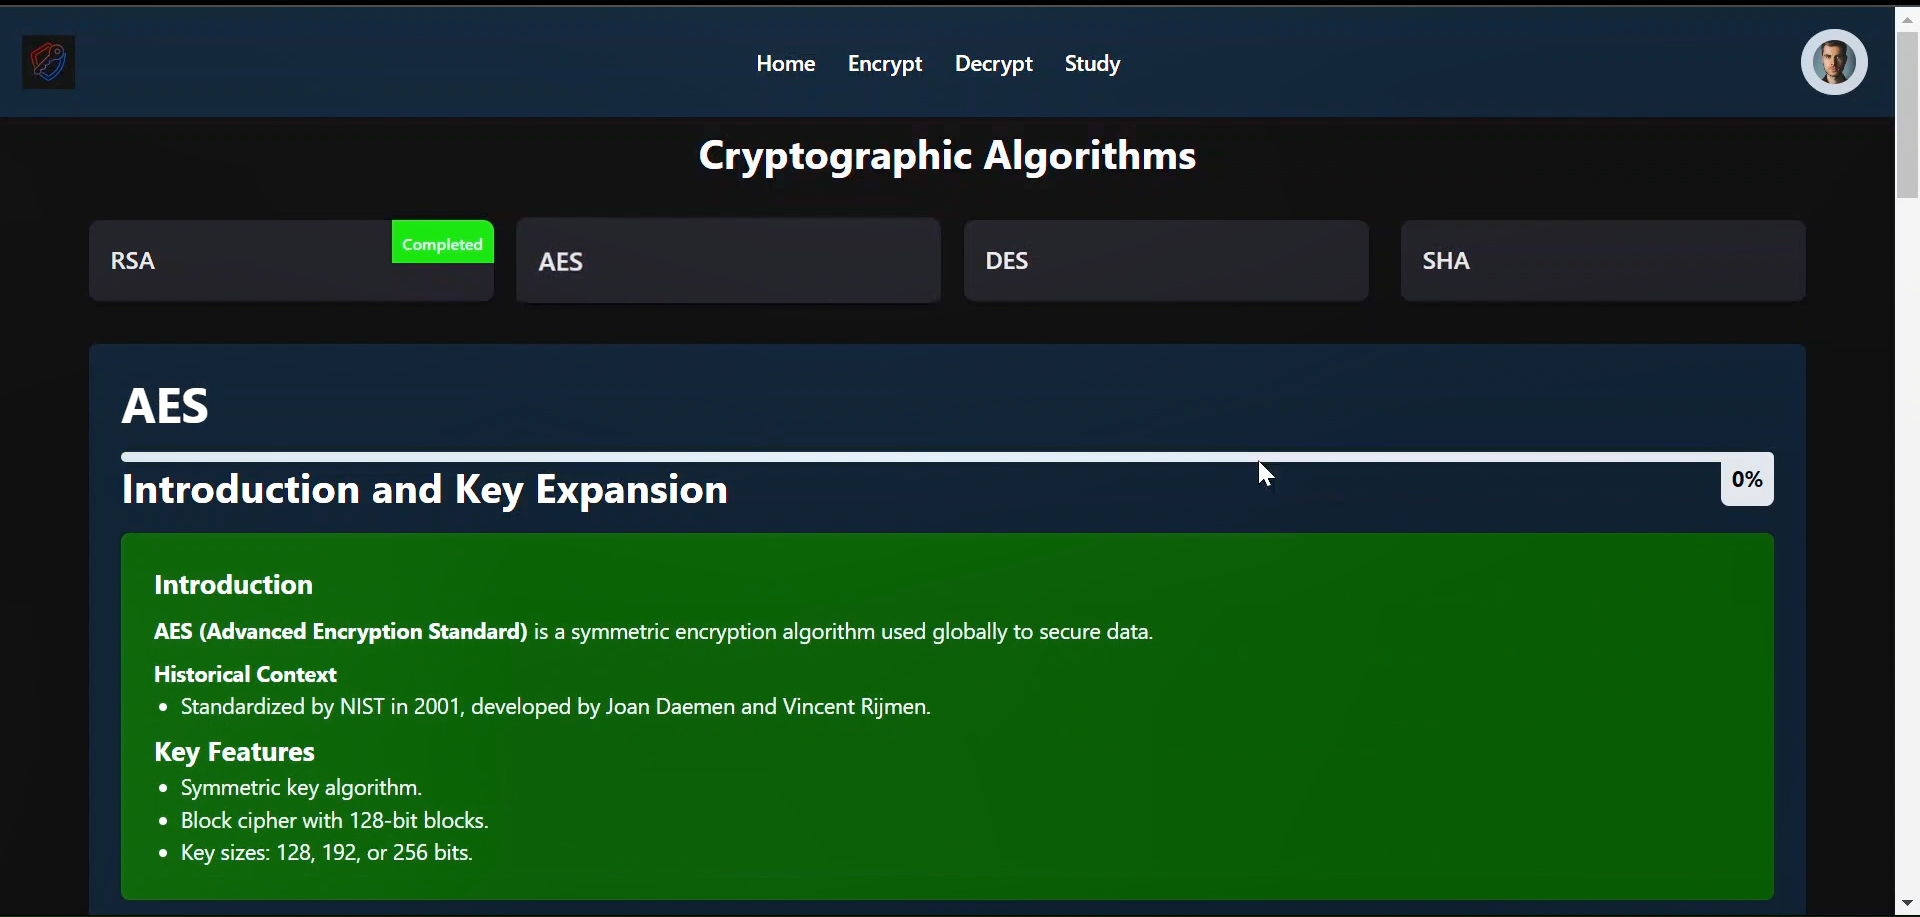 Home Encrypt Decrypt Study
Cryptographic Algorithms
RSA
Completed
AES
DES
SHA
AES
0%
Introduction and Key Expansion
Introduction
AES (Advanced Encryption Standard) is a symmetric encryption algorithm used globally to secure data.
Historical Context
• Standardized by NIST in 2001, developed by Joan Daemen and Vincent Rijmen.
Key Features
• Symmetric key algorithm.
• Block cipher with 128-bit blocks.
• Key sizes: 128, 192, or 256 bits.